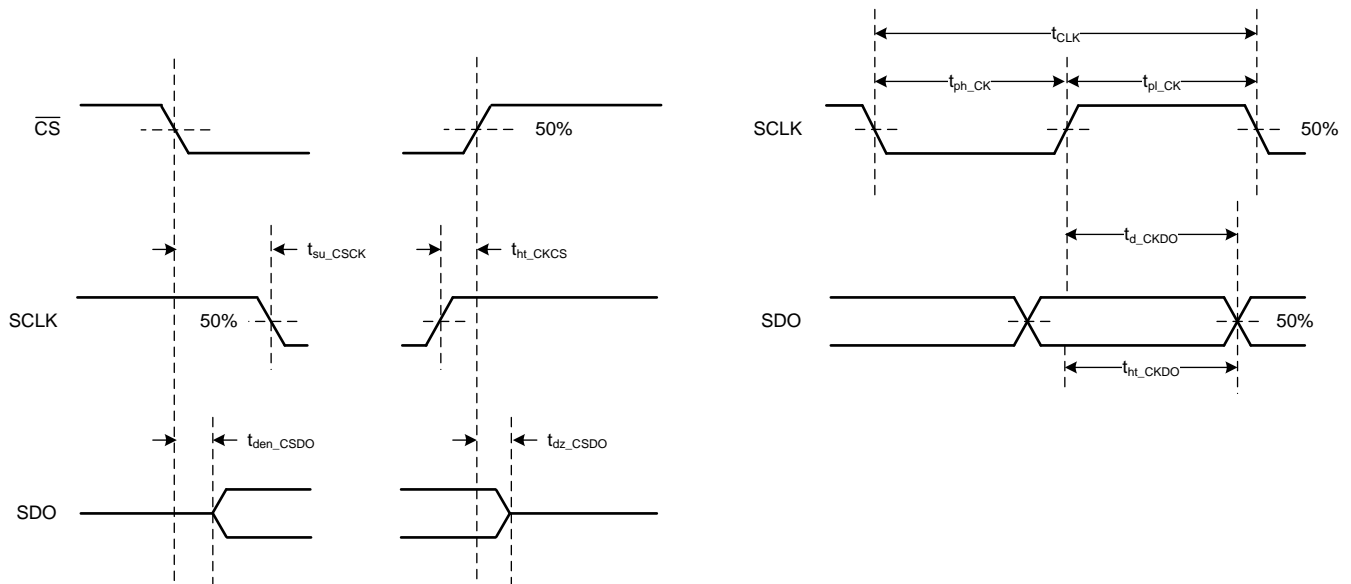 t_CLK
t_ph_CK
t_pl_CK
CS
50%
SCLK
50%
t_su_CSCK
t_ht_CKCS
t_d_CKDO
SCLK
50%
SDO
50%
t_ht_CKDO
t_den_CSDO
t_dz_CSDO
SDO